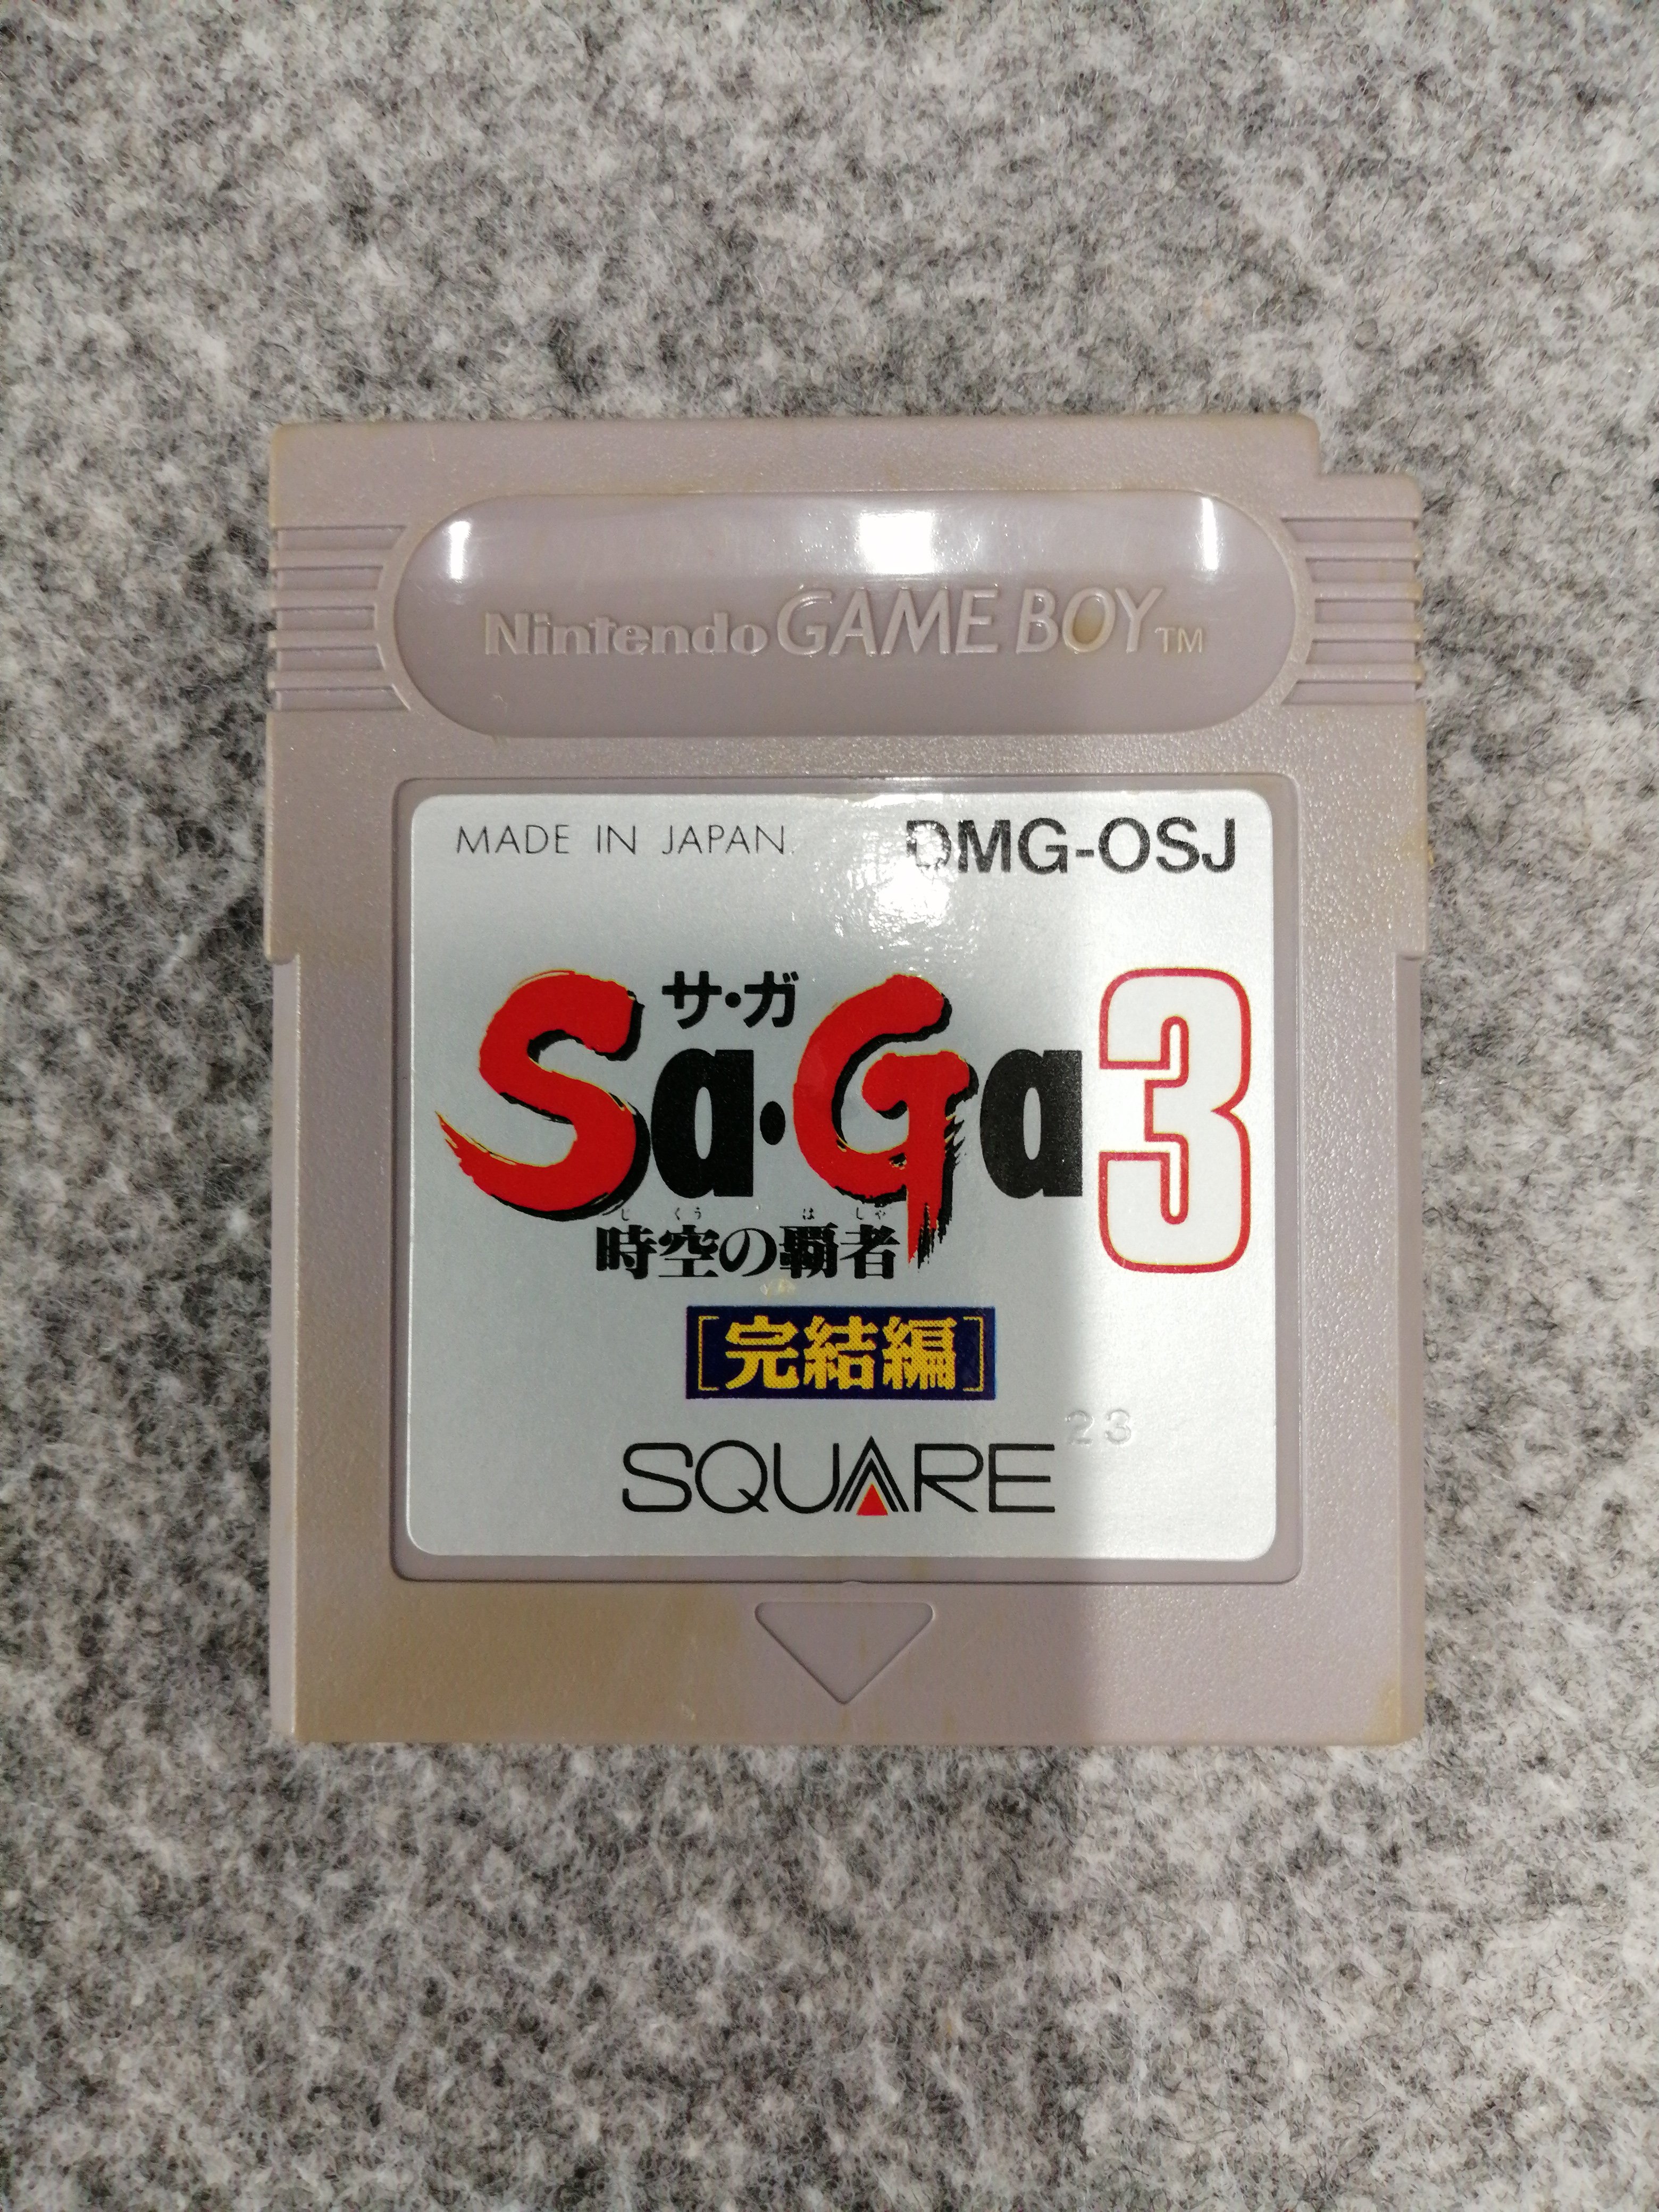 Nintendo GAME BOY TM
MADE IN JAPAN DMG-OSJ
サ・ガ
Sa・Ga3
じくう はしゃ
時空の覇者
[完結編]
23
SQUARE